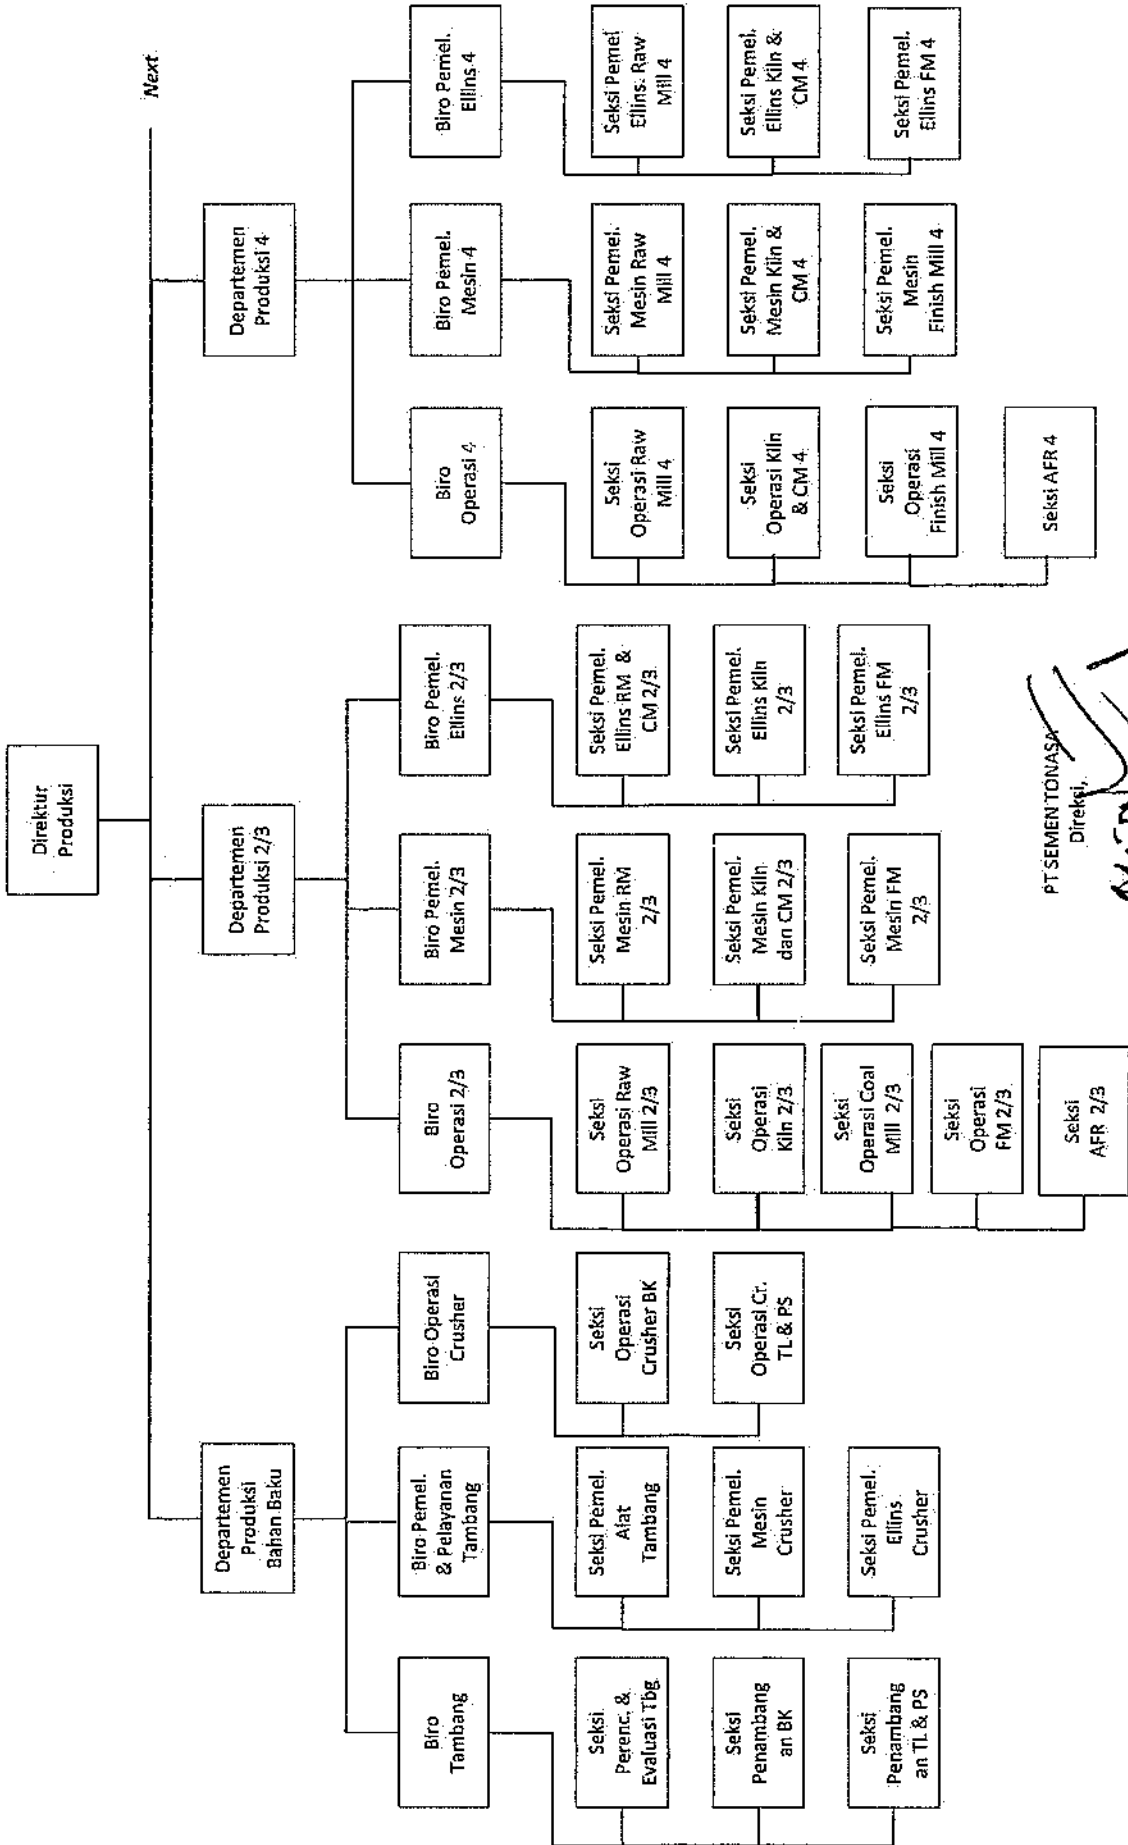 Direktur
Produksi
Next
Departemen
Produksi
Bahan Baku
Departemen
Produksi 2/3
Departemen
Produksi 4
Biro
Tambang
Biro Pemel.
& Pelayanan
Tambang
Biro Operasi
Crusher
Biro
Operasi 2/3
Biro Pemel.
Mesin 2/3
Biro Pemel.
Ellins 2/3
Biro
Operasi 4
Biro Pemel.
Mesin 4
Biro Pemel.
Ellins 4
Seksi
Perenc. &
Evaluasi Tbg
Seksi
Penambang
an BK
Seksi
Penambang
an TL & PS
Seksi Pemel.
Alat
Tambang
Seksi Pemel.
Mesin
Crusher
Seksi Pemel.
Ellins
Crusher
Seksi
Operasi
Crusher BK
Seksi
Operasi Cr.
TL & PS
Seksi
Operasi Raw
Mill 2/3
Seksi
Operasi
Kiln 2/3
Seksi
Operasi Coal
Mill 2/3
Seksi
Operasi
FM 2/3
Seksi
AFR 2/3
Seksi Pemel.
Mesin RM
2/3
Seksi Pemel.
Mesin Kiln
dan CM 2/3
Seksi Pemel.
Mesin FM
2/3
Seksi Pemel.
Ellins RM &
CM 2/3
Seksi Pemel.
Ellins Kiln
2/3
Seksi Pemel.
Ellins FM
2/3
Seksi
Operasi Raw
Mill 4
Seksi
Operasi Kiln
& CM 4
Seksi
Operasi
Finish Mill 4
Seksi AFR 4
Seksi Pemel.
Mesin Raw
Mill 4
Seksi Pemel.
Mesin Kiln &
CM 4
Seksi Pemel.
Mesin
Finish Mill 4
Seksi Pemel
Ellins Raw
Mill 4
Seksi Pemel.
Ellins Kiln &
CM 4
Seksi Pemel.
Ellins FM 4
PT SEMEN TONASA
Direksi,